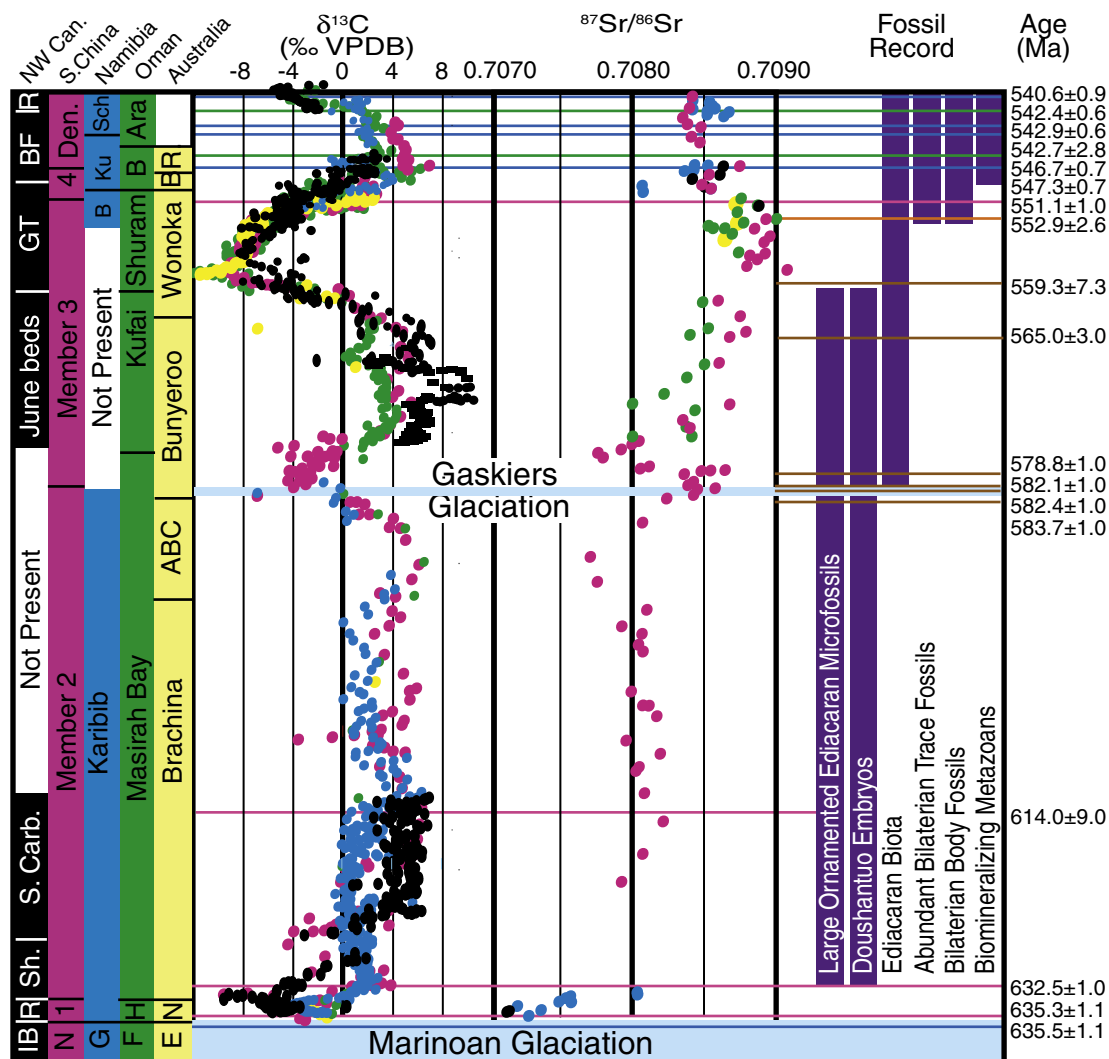 NW Can.
S.China
Namibia
Oman
Australia
δ13C
(‰ VPDB)
87Sr/86Sr
Fossil
Record
Age
(Ma)
-8 -4 0 4 8 0.7070 0.7080 0.7090
R
BF
GT
June beds
Not Present
S. Carb.
Sh.
R
IB
Den.
4
Member 3
Member 2
1
N
Sch
Ku
B
Not Present
Karibib
G
Ara
B
Shuram
Kufai
Masirah Bay
H
F
BR
Wonoka
Bunyeroo
ABC
Brachina
N
E
Gaskiers
Glaciation
Marinoan Glaciation
Large Ornamented Ediacaran Microfossils
Doushantuo Embryos
Ediacaran Biota
Abundant Bilaterian Trace Fossils
Bilaterian Body Fossils
Biomineralizing Metazoans
540.6±0.9
542.4±0.6
542.9±0.6
542.7±2.8
546.7±0.7
547.3±0.7
551.1±1.0
552.9±2.6
559.3±7.3
565.0±3.0
578.8±1.0
582.1±1.0
582.4±1.0
583.7±1.0
614.0±9.0
632.5±1.0
635.3±1.1
635.5±1.1